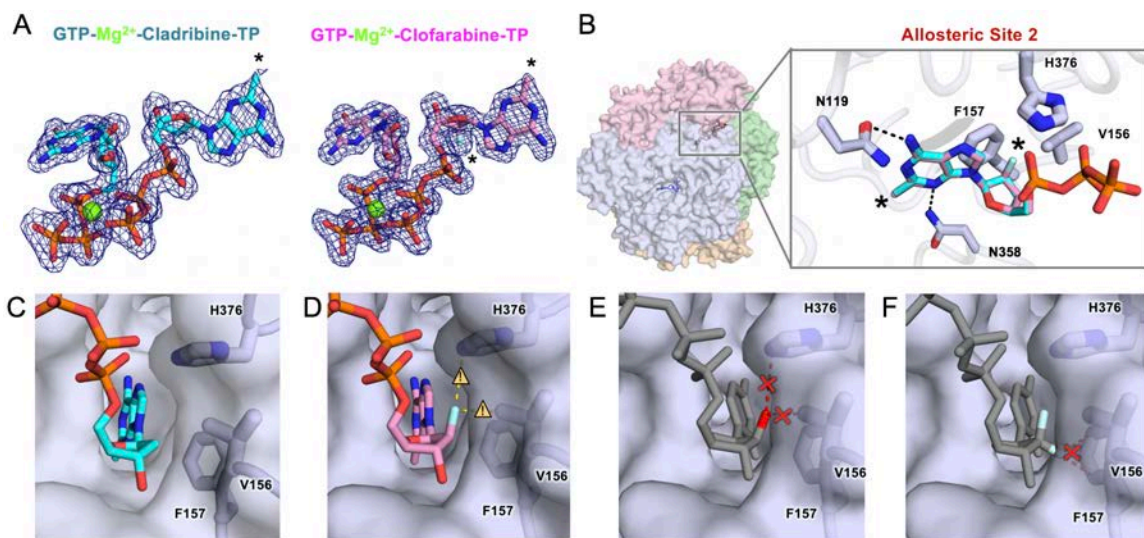 A
GTP-Mg2+-Cladribine-TP
*
GTP-Mg2+-Clofarabine-TP
*
*
B
Allosteric Site 2
H376
N119
F157
V156
*
*
N358
C
H376
V156
F157
D
H376
V156
F157
E
H376
V156
F157
F
H376
V156
F157